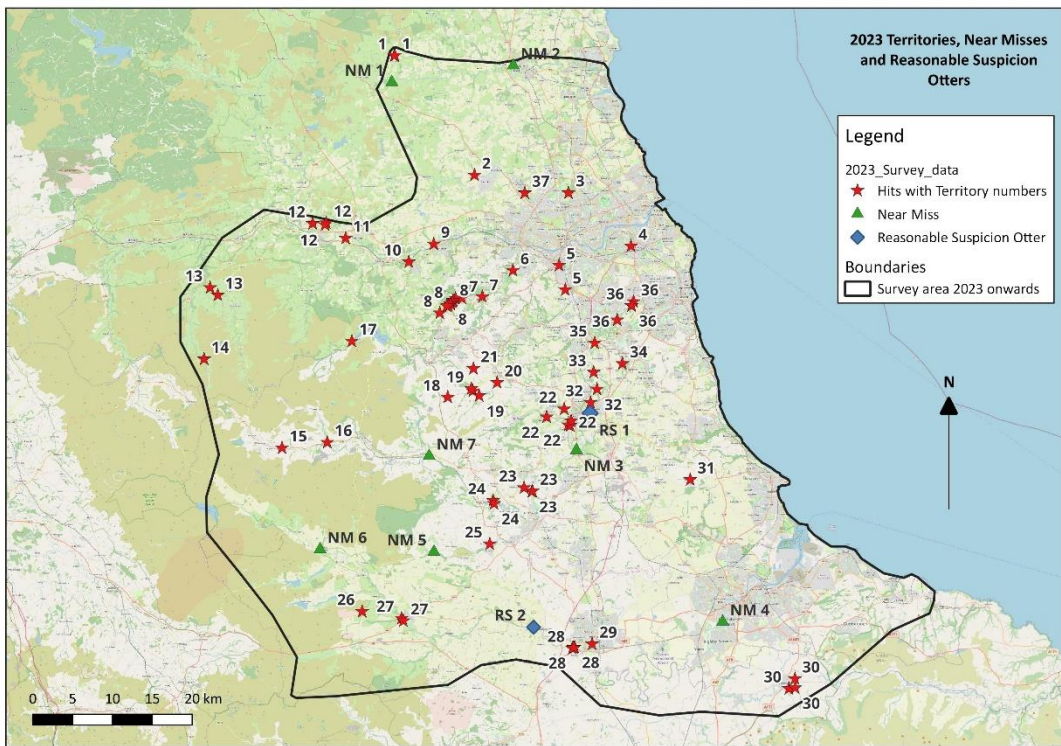 2023 Territories, Near Misses
and Reasonable Suspicion
Otters
Legend
2023_Survey_data
Hits with Territory numbers
Near Miss
Reasonable Suspicion Otter
Boundaries
Survey area 2023 onwards
N
1 1
NM 1
NM 2
2
37
3
12 12
12
11
9
10
4
5
6
5
13
13
8 8 7 7
8
8
36 36
36 36
35
17
14
21
20
19
18
19
33
34
32
32
22
22
22
22
RS 1
NM 3
NM 7
15
16
31
23
23
23
24
24
25
NM 6
NM 5
26
27
27
RS 2
NM 4
28
29
28
28
30
30
30
0 5 10 15 20 km